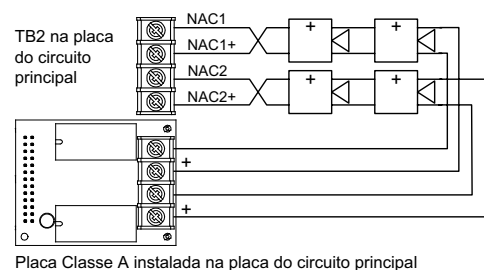 TB2 na placa
do circuito
principal
NAC1
NAC1+
NAC2
NAC2+
+ +
+ +
+
+
Placa Classe A instalada na placa do circuito principal